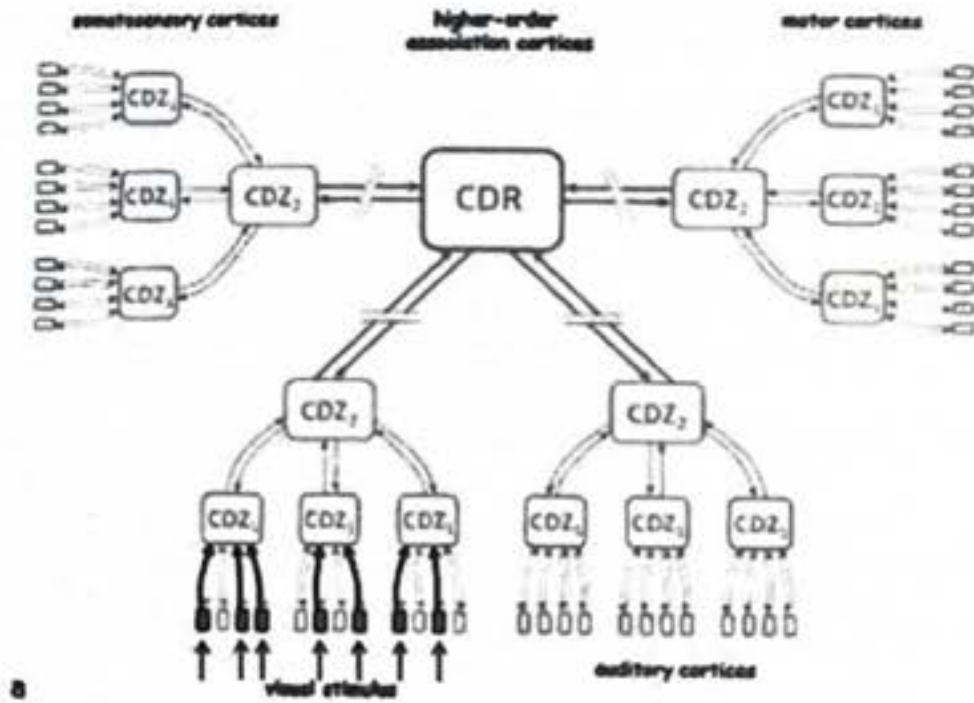 somatosensory cortices
higher-order
association cortices
motor cortices
CDZ₁
CDZ₁
CDZ₁
CDZ₂
CDR
CDZ₂
CDZ₁
CDZ₁
CDZ₁
CDZ₂
CDZ₂
CDZ₁
CDZ₁
CDZ₁
CDZ₁
CDZ₁
CDZ₁
visual stimulus
auditory cortices
a